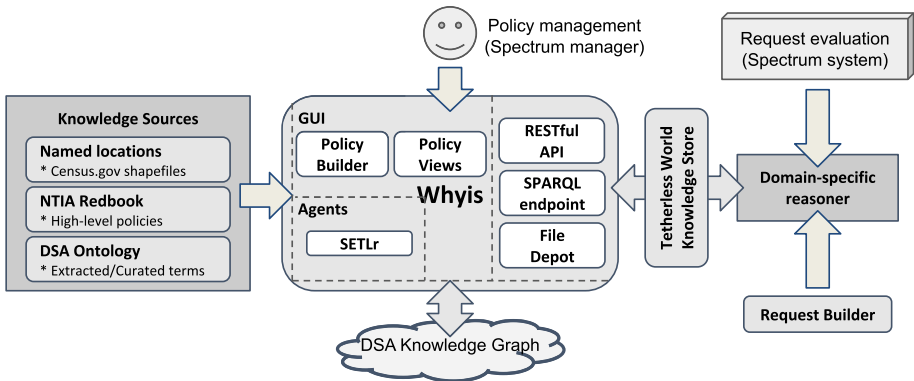 Policy management
(Spectrum manager)
Request evaluation
(Spectrum system)
Knowledge Sources
Named locations
* Census.gov shapefiles
NTIA Redbook
* High-level policies
DSA Ontology
* Extracted/Curated terms
GUI
Policy
Builder
Policy
Views
Whyis
Agents
SETLr
RESTful
API
SPARQL
endpoint
File
Depot
Tetherless World
Knowledge Store
Domain-specific
reasoner
Request Builder
DSA Knowledge Graph